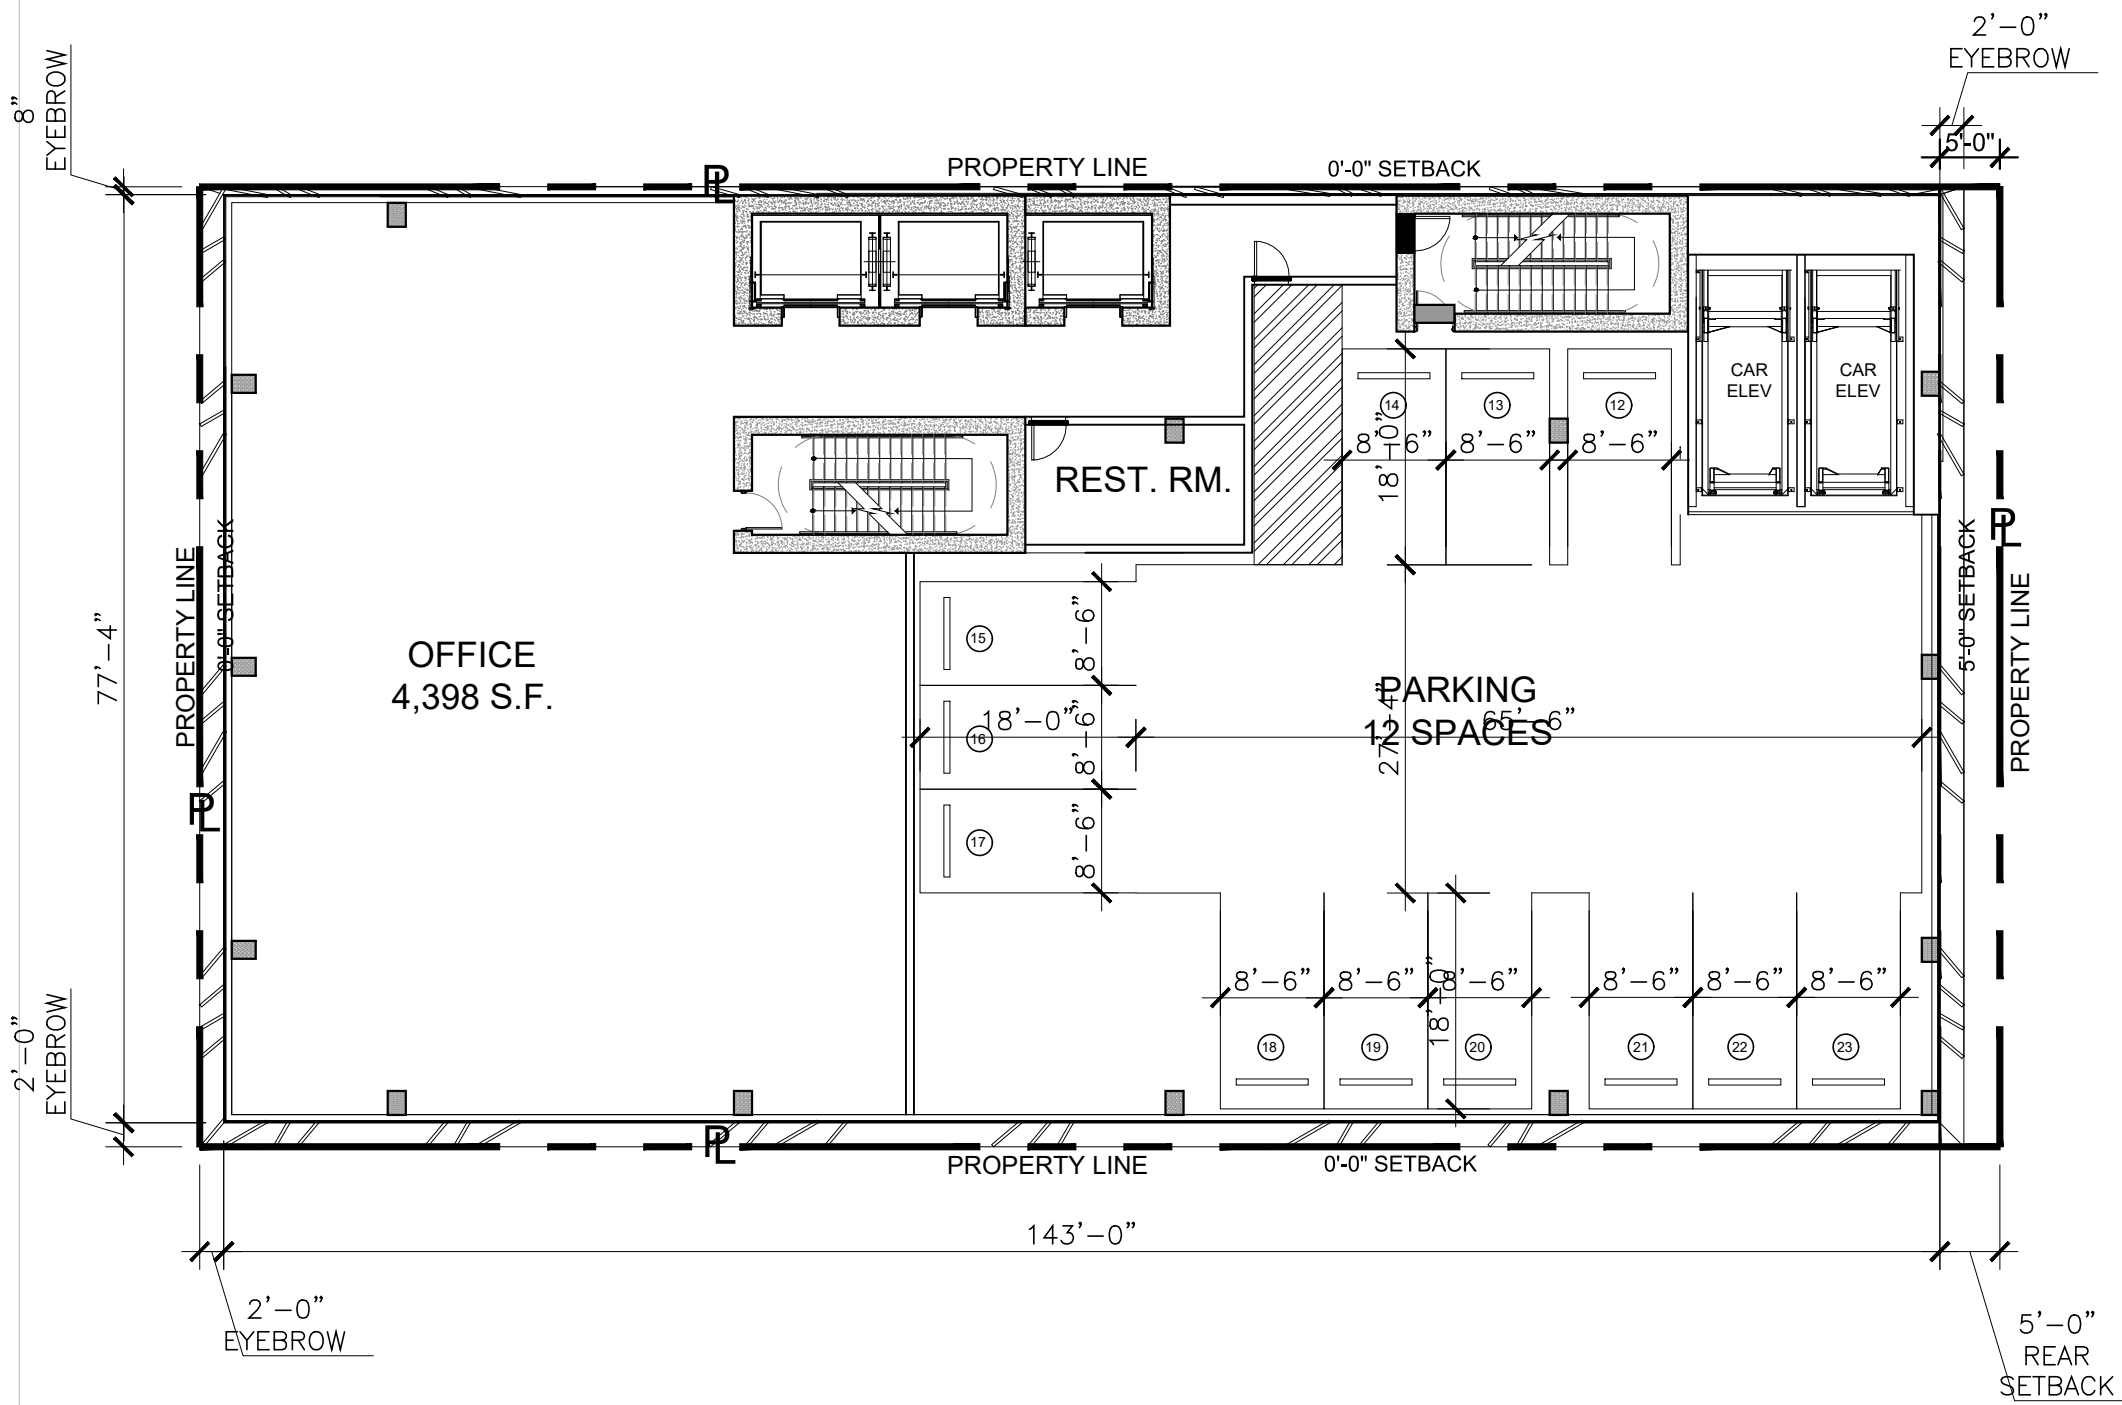 2'-0"
EYEBROW
8"
EYEBROW
5'-0"
PL
PROPERTY LINE
0'-0" SETBACK
CAR
ELEV
CAR
ELEV
14
13
12
8'-6"
8'-6"
8'-6"
18'-0"
REST. RM.
PL
PROPERTY LINE
0'-0" SETBACK
5'-0" SETBACK
PROPERTY LINE
77'-4"
OFFICE
4,398 S.F.
15
8'-6"
PARKING
12 SPACES
18'-0"
16
8'-6"
27'-4"
65'-6"
17
8'-6"
PL
8'-6"
8'-6"
8'-6"
8'-6"
8'-6"
8'-6"
18'-0"
18
19
20
21
22
23
2'-0"
EYEBROW
PL
PROPERTY LINE
0'-0" SETBACK
143'-0"
2'-0"
EYEBROW
5'-0"
REAR
SETBACK